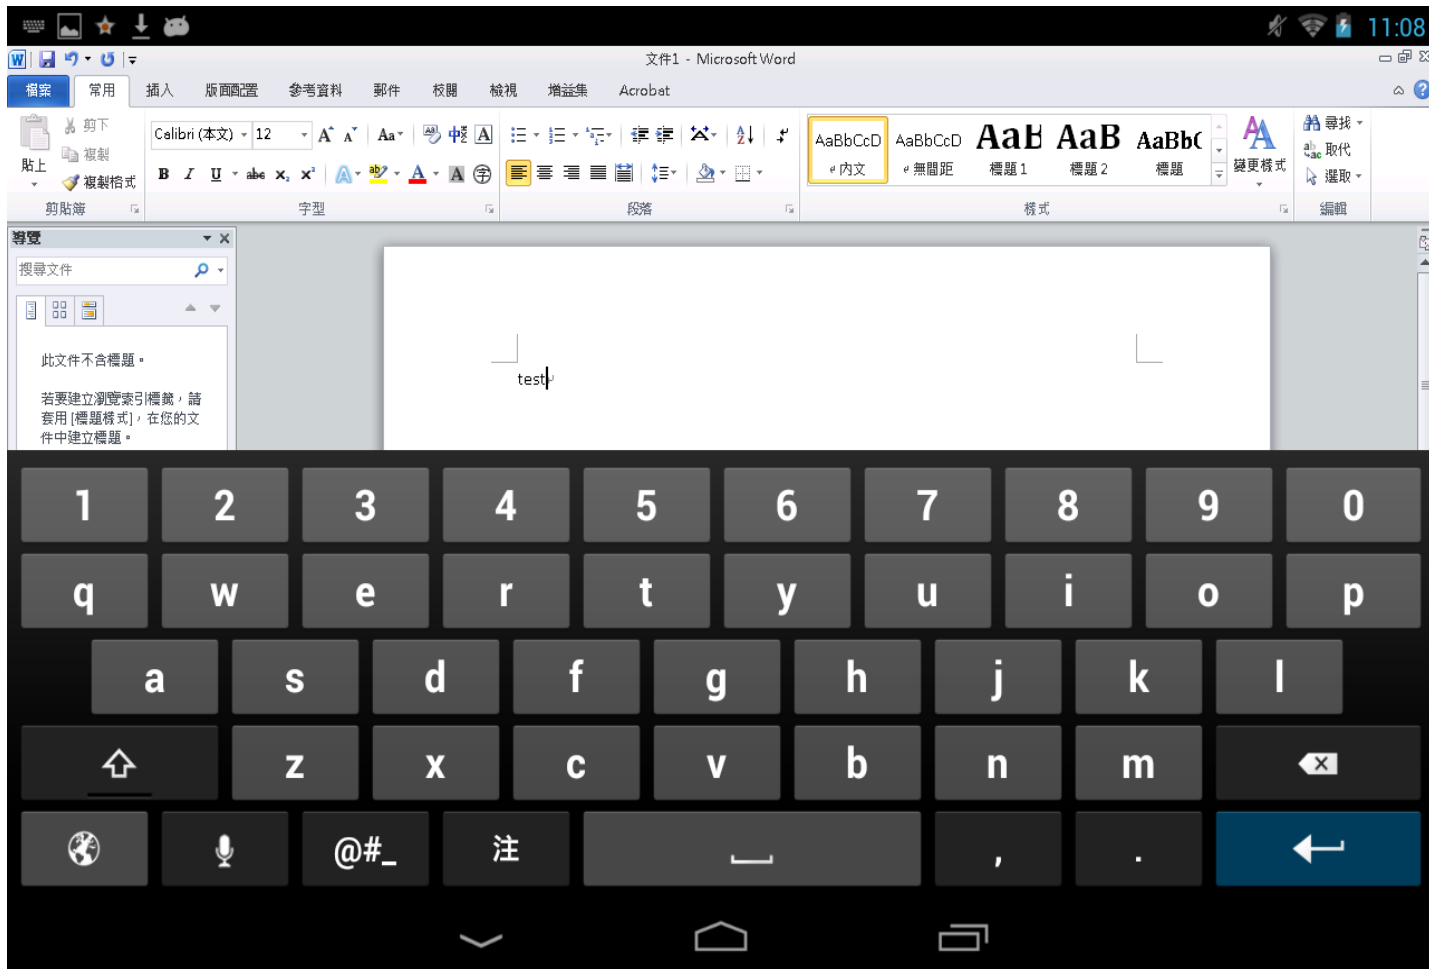 11:08
文件1 - Microsoft Word
檔案 常用 插入 版面配置 參考資料 郵件 校閱 檢視 增益集 Acrobat
貼上 剪下 複製 複製格式
剪貼簿
Calibri (本文) 12
字型
段落
AaBbCcD 內文
AaBbCcD 無間距
AaB 標題 1
AaB 標題 2
AaBb( 標題
變更樣式
樣式
尋找
取代
選取
編輯
導覽
搜尋文件
此文件不含標題。
若要建立瀏覽索引標籤，請
套用 [標題樣式]，在您的文
件中建立標題。
test
1 2 3 4 5 6 7 8 9 0
q w e r t y u i o p
a s d f g h j k l
z x c v b n m
@#_ 注 , .